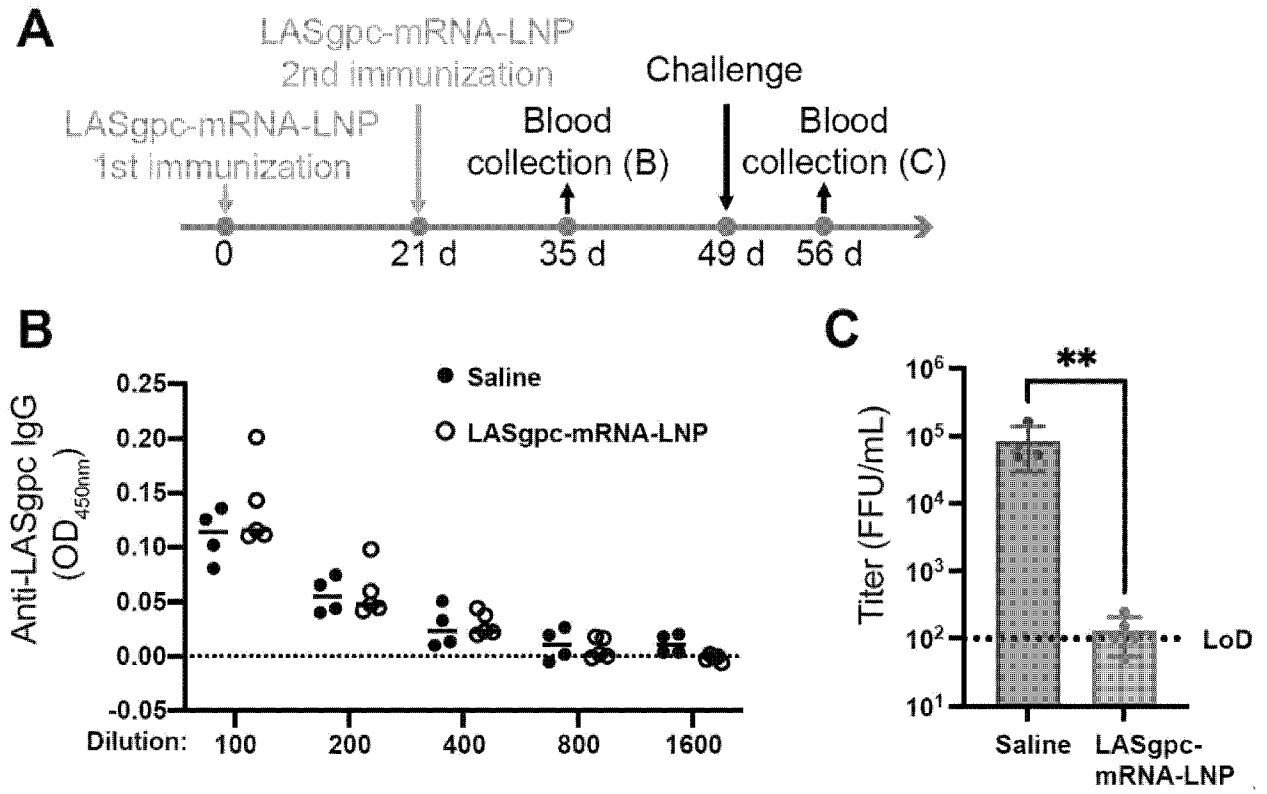 A
LASgpc-mRNA-LNP
2nd immunization
Challenge
LASgpc-mRNA-LNP
1st immunization
Blood
collection (B)
Blood
collection (C)
0
21 d
35 d
49 d
56 d
B
Anti-LASgpc IgG
(OD450nm)
0.25
0.20
0.15
0.10
0.05
0.00
-0.05
Saline
LASgpc-mRNA-LNP
Dilution:
100
200
400
800
1600
C
**
Titer (FFU/mL)
10⁶
10⁵
10⁴
10³
10²
10¹
LoD
Saline
LASgpc-
mRNA-LNP